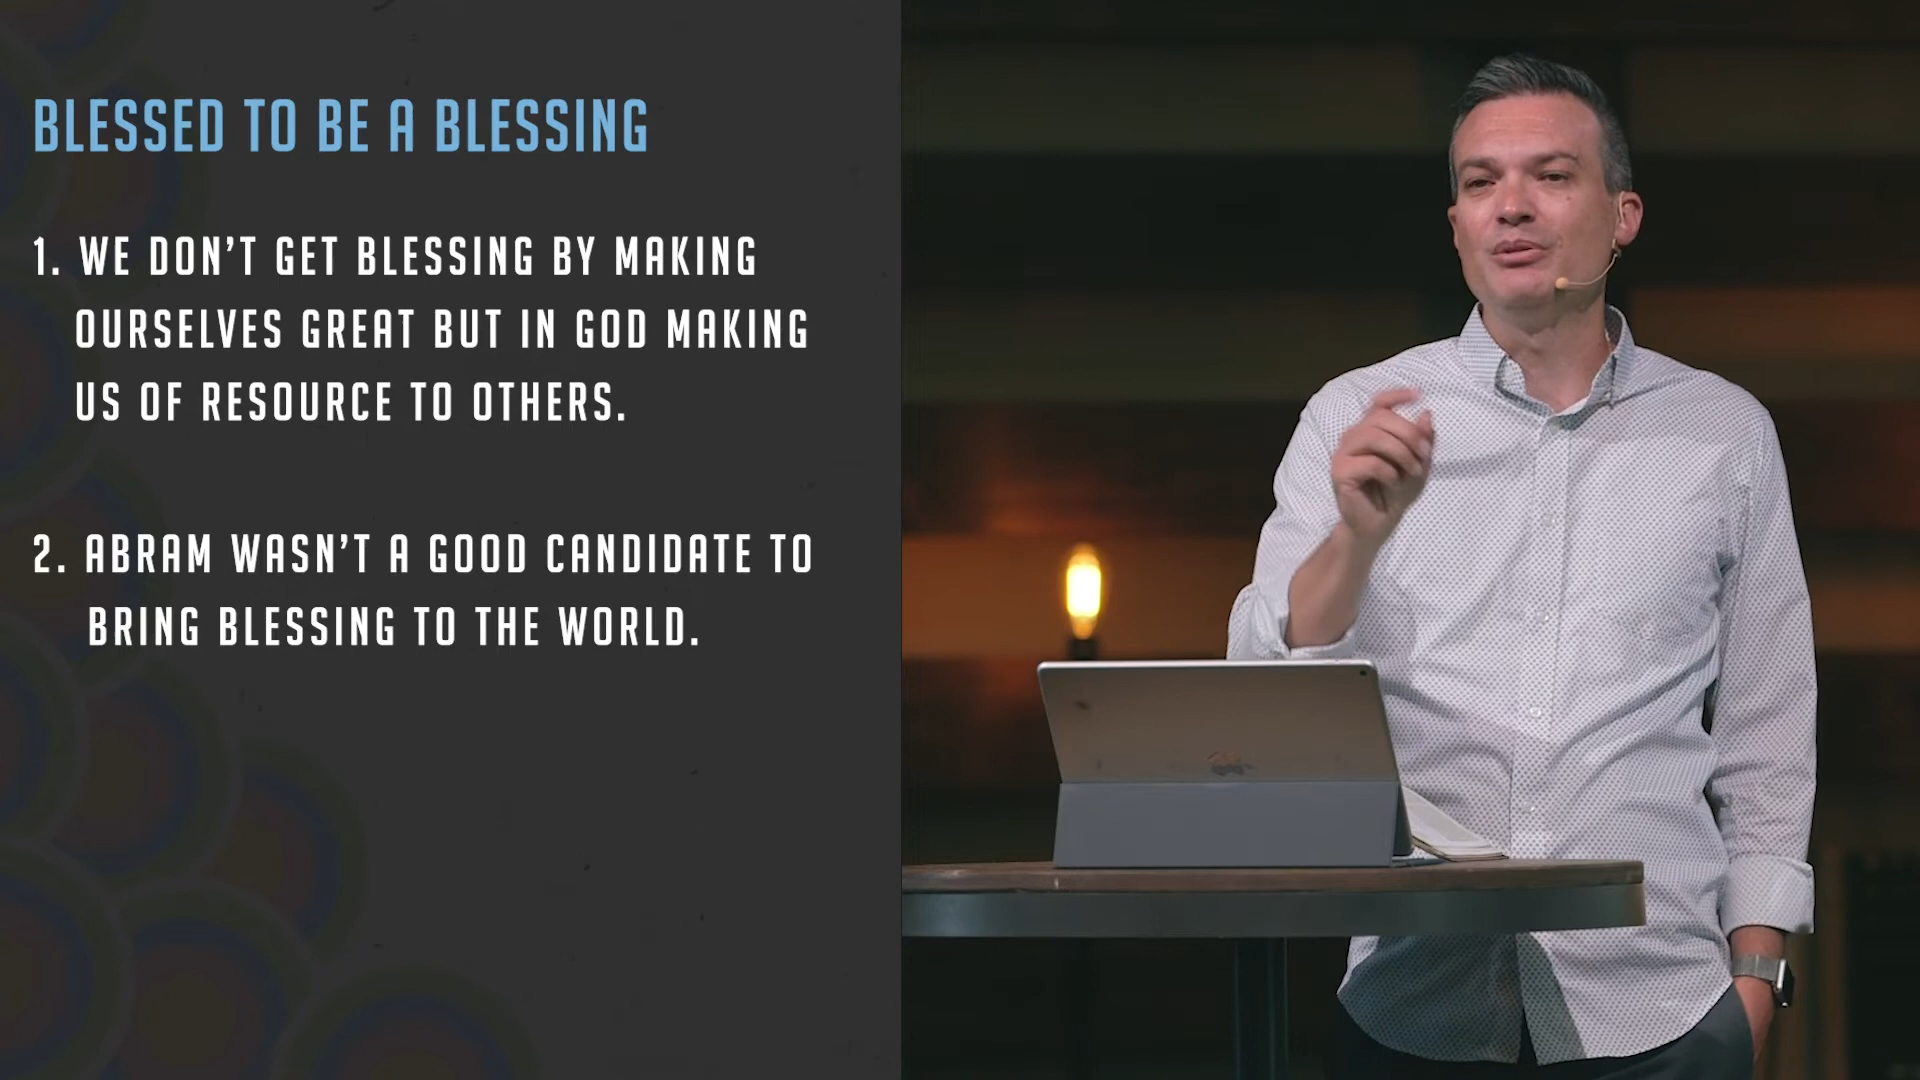 BLESSED TO BE A BLESSING
1. WE DON'T GET BLESSING BY MAKING
OURSELVES GREAT BUT IN GOD MAKING
US OF RESOURCE TO OTHERS.
2. ABRAM WASN'T A GOOD CANDIDATE TO
BRING BLESSING TO THE WORLD.